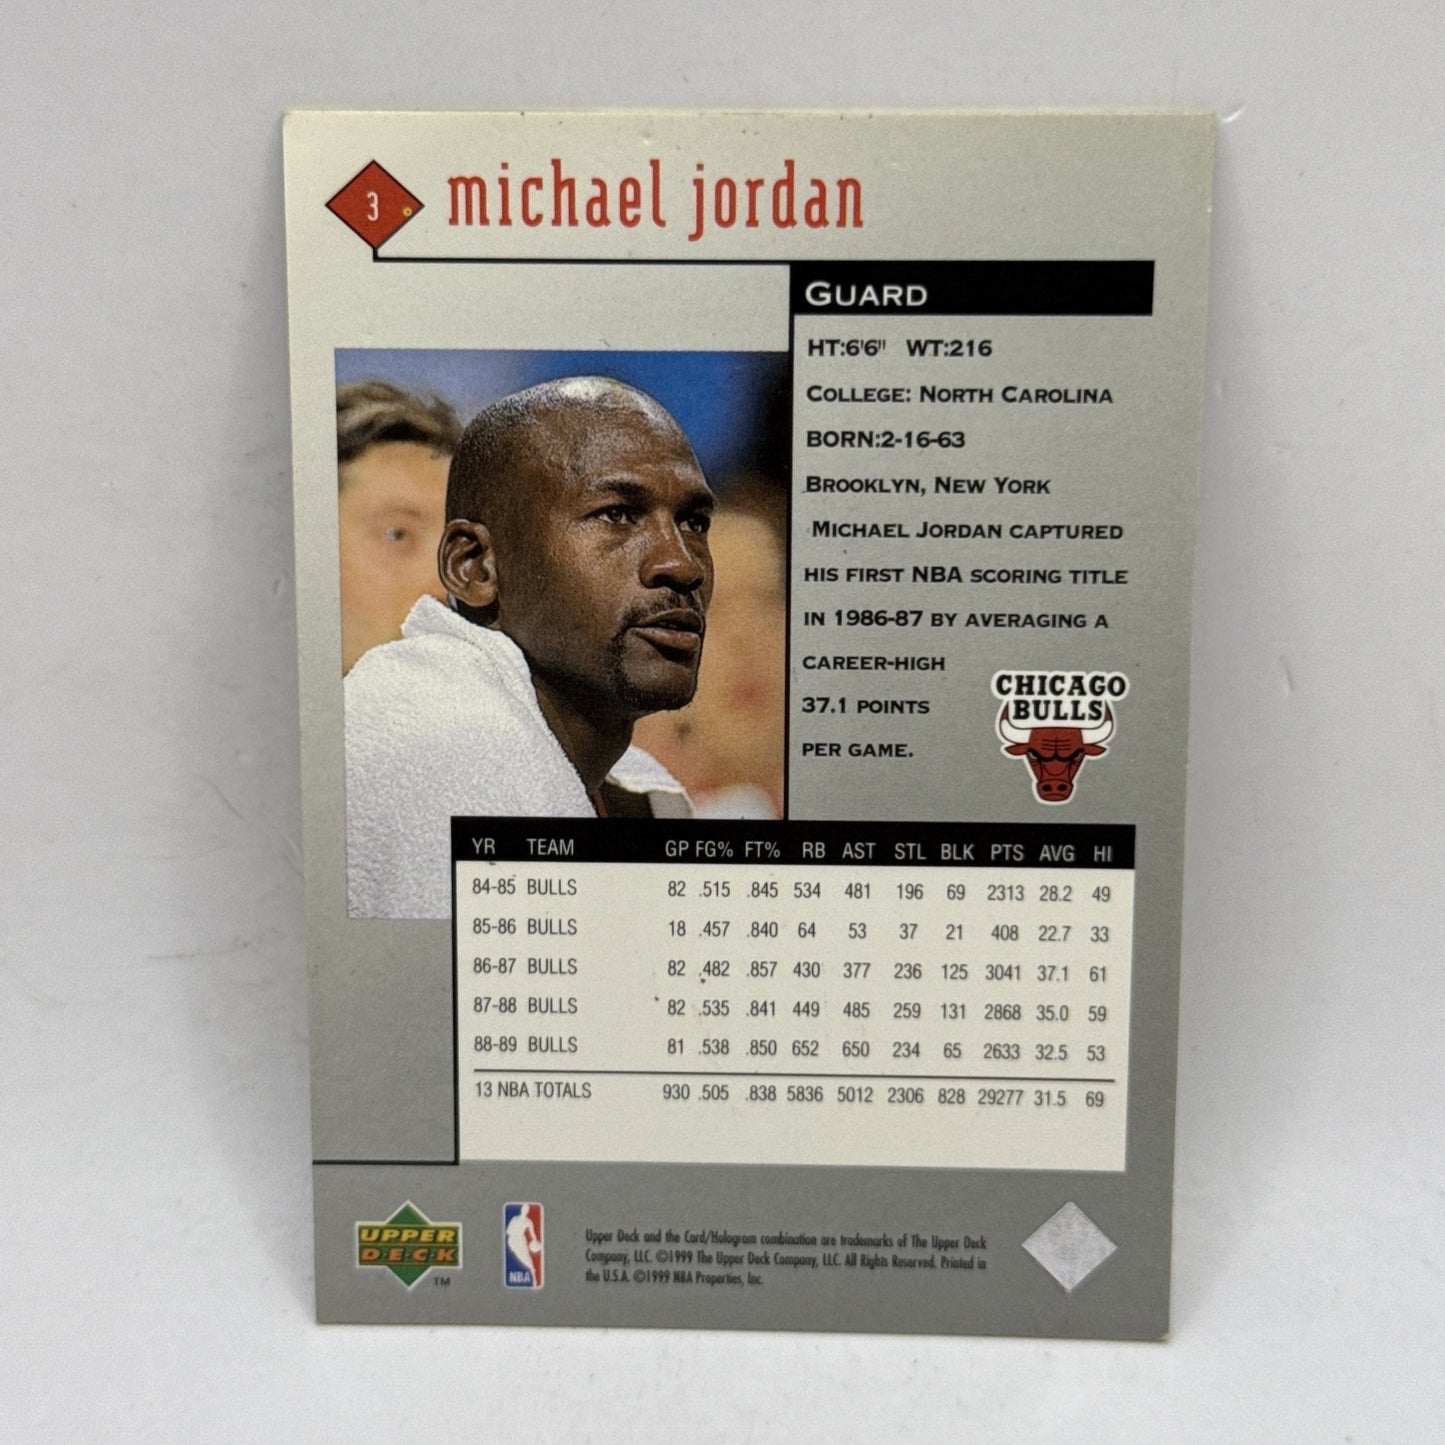 3
michael jordan
GUARD
HT:6'6" WT:216
COLLEGE: NORTH CAROLINA
BORN:2-16-63
BROOKLYN, NEW YORK
MICHAEL JORDAN CAPTURED
HIS FIRST NBA SCORING TITLE
IN 1986-87 BY AVERAGING A
CAREER-HIGH
37.1 POINTS
PER GAME.
CHICAGO
BULLS
YR TEAM GP FG% FT% RB AST STL BLK PTS AVG HI
84-85 BULLS 82 .515 .845 534 481 196 69 2313 28.2 49
85-86 BULLS 18 .457 .840 64 53 37 21 408 22.7 33
86-87 BULLS 82 .482 .857 430 377 236 125 3041 37.1 61
87-88 BULLS 82 .535 .841 449 485 259 131 2868 35.0 59
88-89 BULLS 81 .538 .850 652 650 234 65 2633 32.5 53
13 NBA TOTALS 930 .505 .838 5836 5012 2306 828 29277 31.5 69
UPPER
DECK
TM
NBA
Upper Deck and the Card/Hologram combination are trademarks of The Upper Deck
Company, LLC. ©1999 The Upper Deck Company, LLC. All Rights Reserved. Printed in
the U.S.A. ©1999 NBA Properties, Inc.